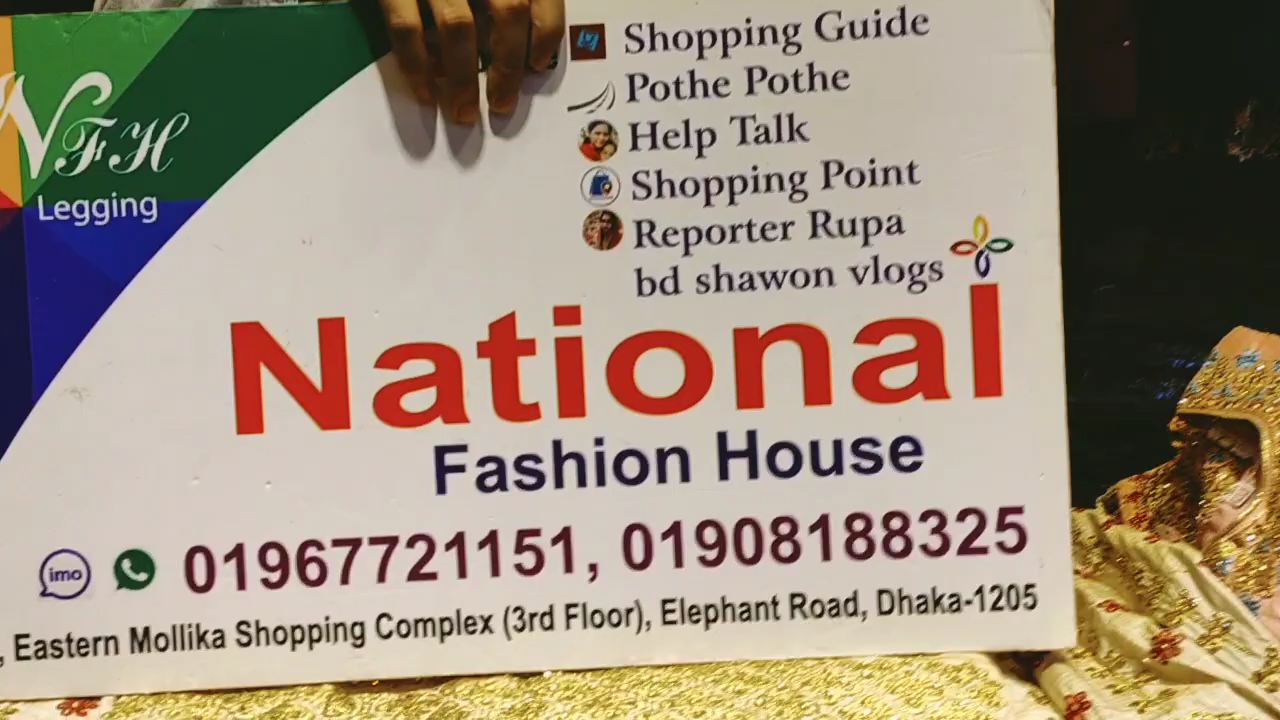 NFH
Legging
Shopping Guide
Pothe Pothe
Help Talk
Shopping Point
Reporter Rupa
bd shawon vlogs
National
Fashion House
imo 01967721151, 01908188325
, Eastern Mollika Shopping Complex (3rd Floor), Elephant Road, Dhaka-1205